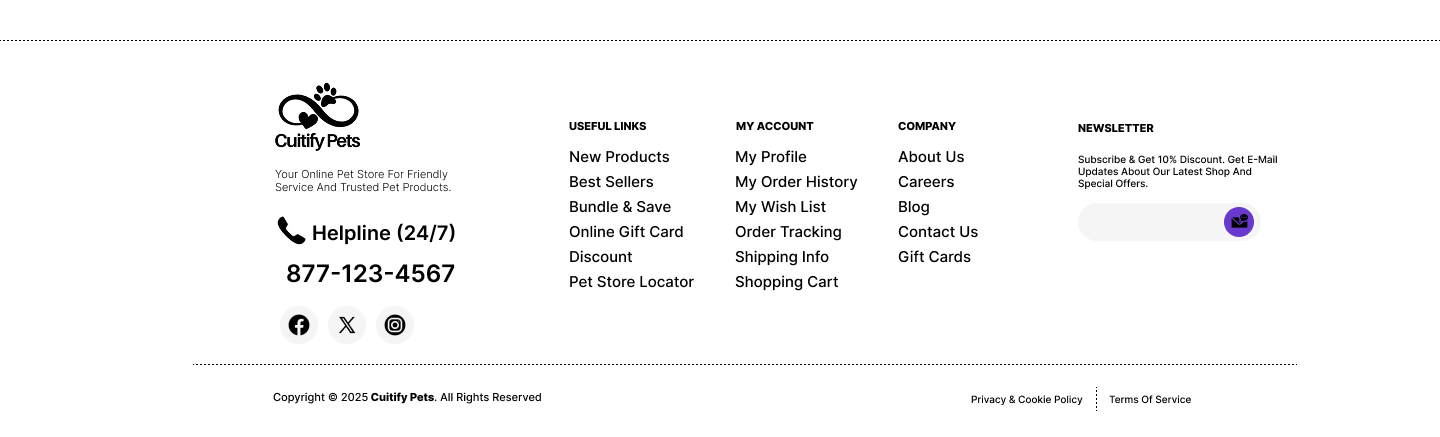 Cuitify Pets
Your Online Pet Store For Friendly
Service And Trusted Pet Products.
Helpline (24/7)
877-123-4567
USEFUL LINKS
New Products
Best Sellers
Bundle & Save
Online Gift Card
Discount
Pet Store Locator
MY ACCOUNT
My Profile
My Order History
My Wish List
Order Tracking
Shipping Info
Shopping Cart
COMPANY
About Us
Careers
Blog
Contact Us
Gift Cards
NEWSLETTER
Subscribe & Get 10% Discount. Get E-Mail
Updates About Our Latest Shop And
Special Offers.
Copyright © 2025 Cuitify Pets. All Rights Reserved
Privacy & Cookie Policy
Terms Of Service